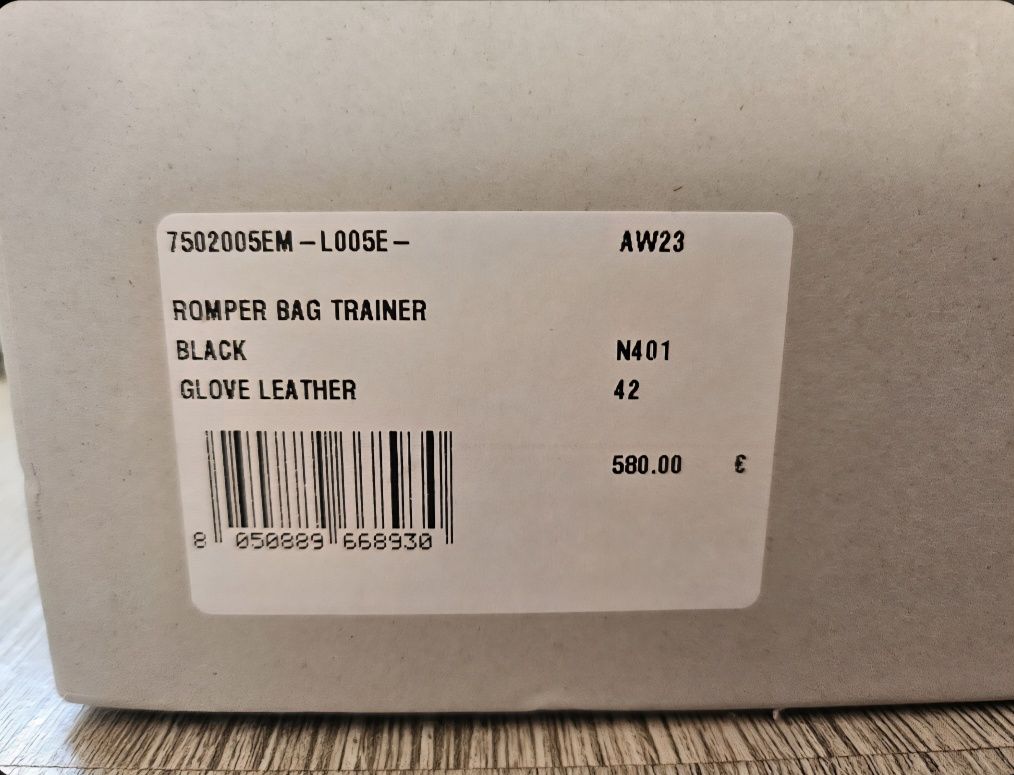 7502005EM-L005E- AW23
ROMPER BAG TRAINER
BLACK N401
GLOVE LEATHER 42
580.00 €
8 050889 668930